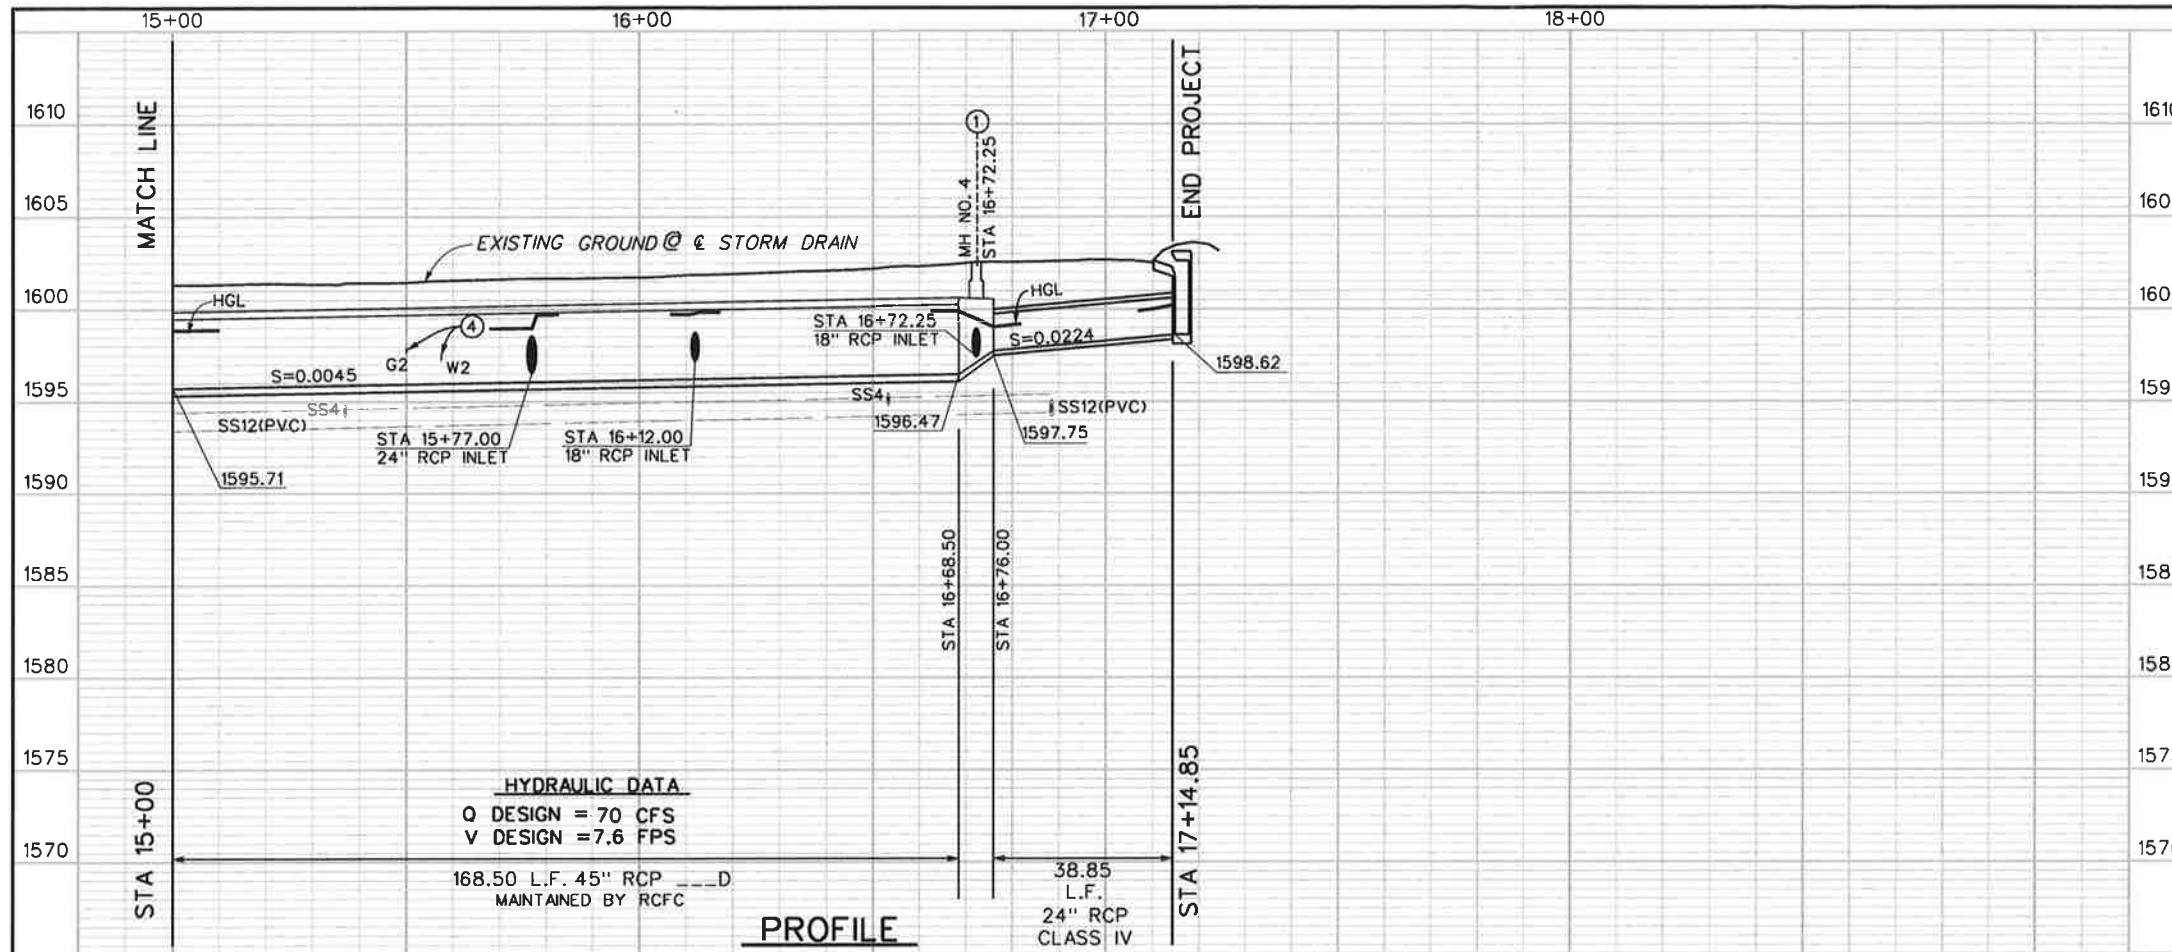 15+00 16+00 17+00 18+00
1610
1605
1600
1595
1590
1585
1580
1575
1570
MATCH LINE
STA 15+00
EXISTING GROUND @ ℄ STORM DRAIN
HGL
4
G2
W2
S=0.0045
SS4
SS12(PVC)
1595.71
STA 15+77.00
24" RCP INLET
STA 16+12.00
18" RCP INLET
1
MH NO. 4
STA 16+72.25
STA 16+72.25
18" RCP INLET
HGL
S=0.0224
SS4
SS12(PVC)
1596.47
1597.75
1598.62
END PROJECT
STA 16+68.50
STA 16+76.00
STA 17+14.85
HYDRAULIC DATA
Q DESIGN = 70 CFS
V DESIGN =7.6 FPS
168.50 L.F. 45" RCP ___D
MAINTAINED BY RCFC
38.85
L.F.
24" RCP
CLASS IV
PROFILE